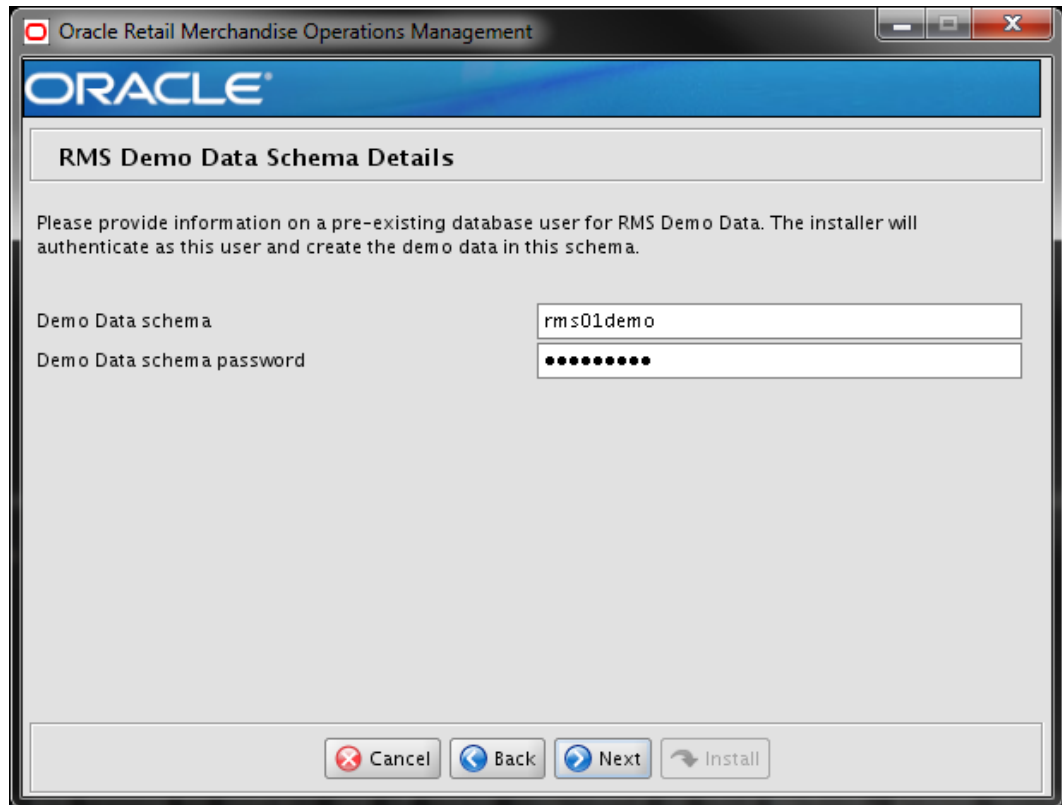 Oracle Retail Merchandise Operations Management
ORACLE®
RMS Demo Data Schema Details
Please provide information on a pre-existing database user for RMS Demo Data. The installer will
authenticate as this user and create the demo data in this schema.
Demo Data schema
rms01demo
Demo Data schema password
•••••••••
Cancel
Back
Next
Install